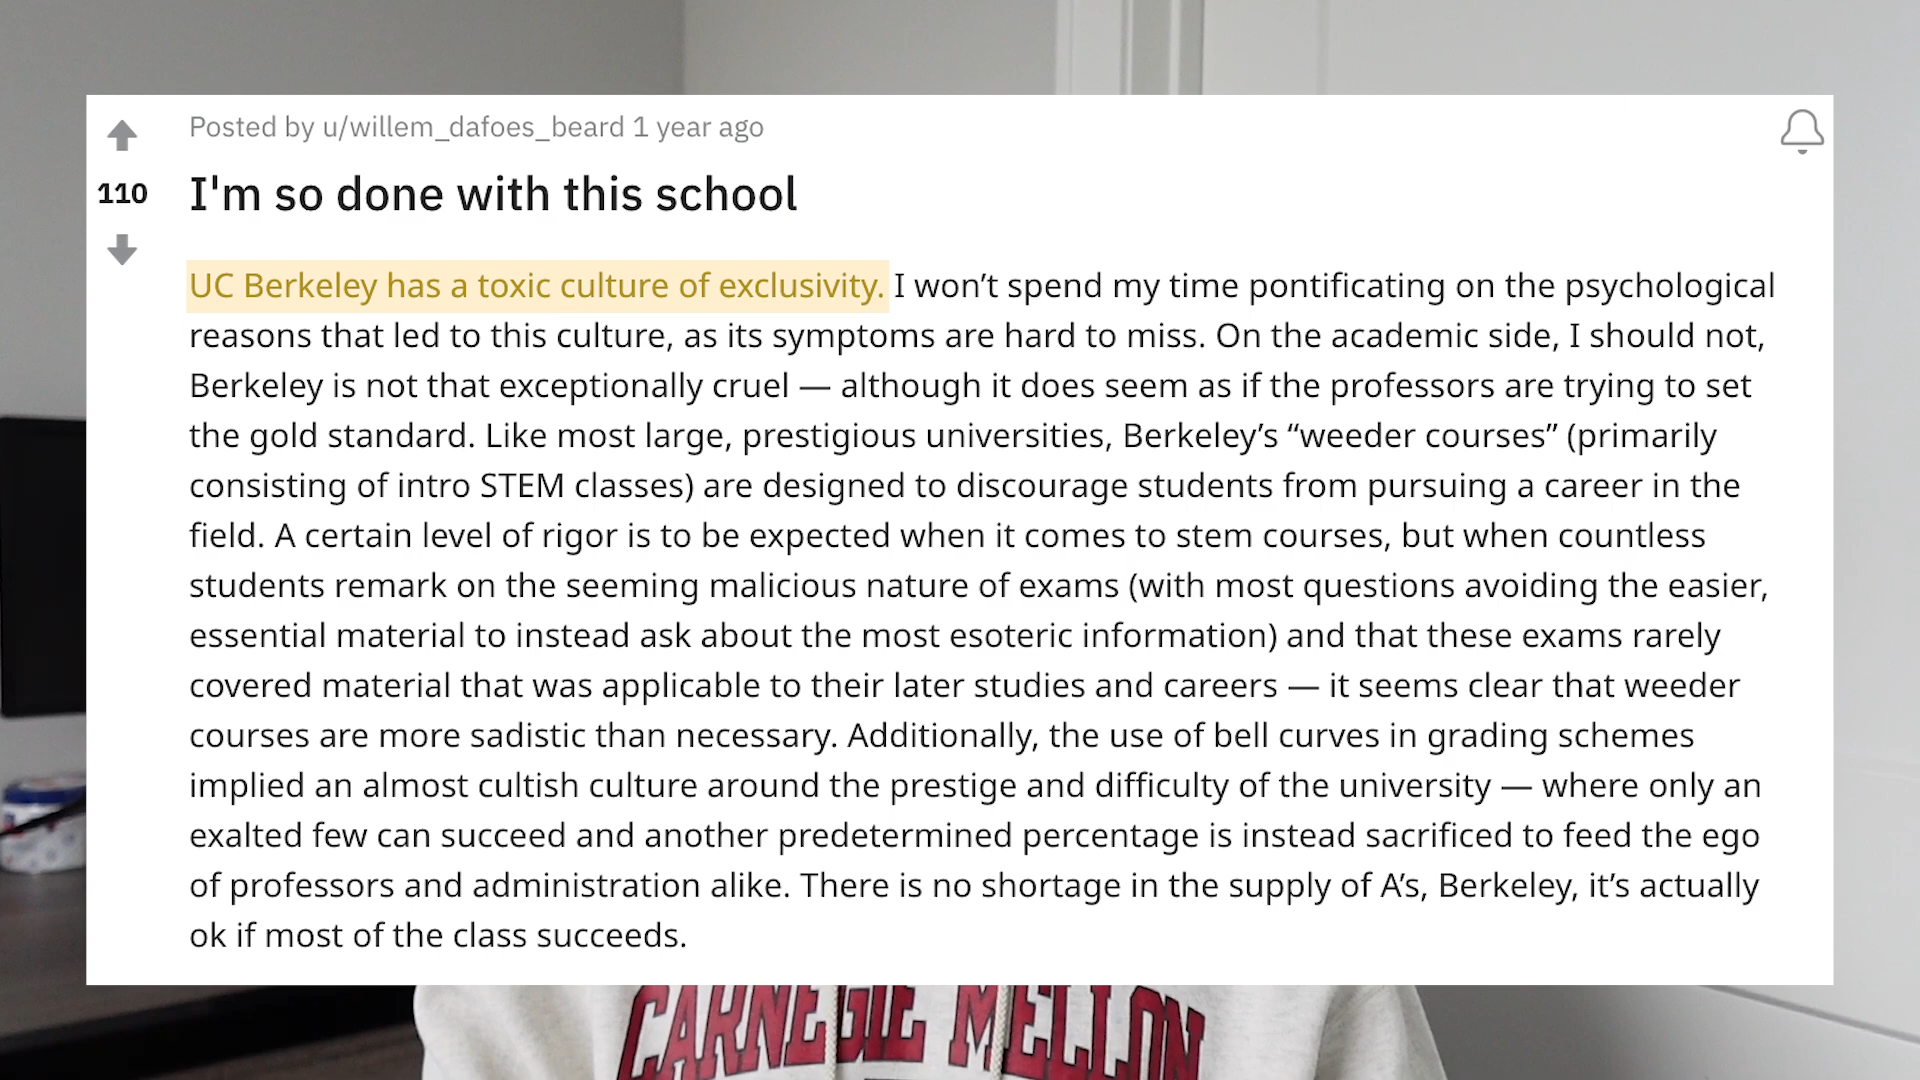 Posted by u/willem_dafoes_beard 1 year ago
110
I'm so done with this school
UC Berkeley has a toxic culture of exclusivity. I won’t spend my time pontificating on the psychological
reasons that led to this culture, as its symptoms are hard to miss. On the academic side, I should not,
Berkeley is not that exceptionally cruel — although it does seem as if the professors are trying to set
the gold standard. Like most large, prestigious universities, Berkeley’s “weeder courses” (primarily
consisting of intro STEM classes) are designed to discourage students from pursuing a career in the
field. A certain level of rigor is to be expected when it comes to stem courses, but when countless
students remark on the seeming malicious nature of exams (with most questions avoiding the easier,
essential material to instead ask about the most esoteric information) and that these exams rarely
covered material that was applicable to their later studies and careers — it seems clear that weeder
courses are more sadistic than necessary. Additionally, the use of bell curves in grading schemes
implied an almost cultish culture around the prestige and difficulty of the university — where only an
exalted few can succeed and another predetermined percentage is instead sacrificed to feed the ego
of professors and administration alike. There is no shortage in the supply of A’s, Berkeley, it’s actually
ok if most of the class succeeds.
CARNEGIE MELLON